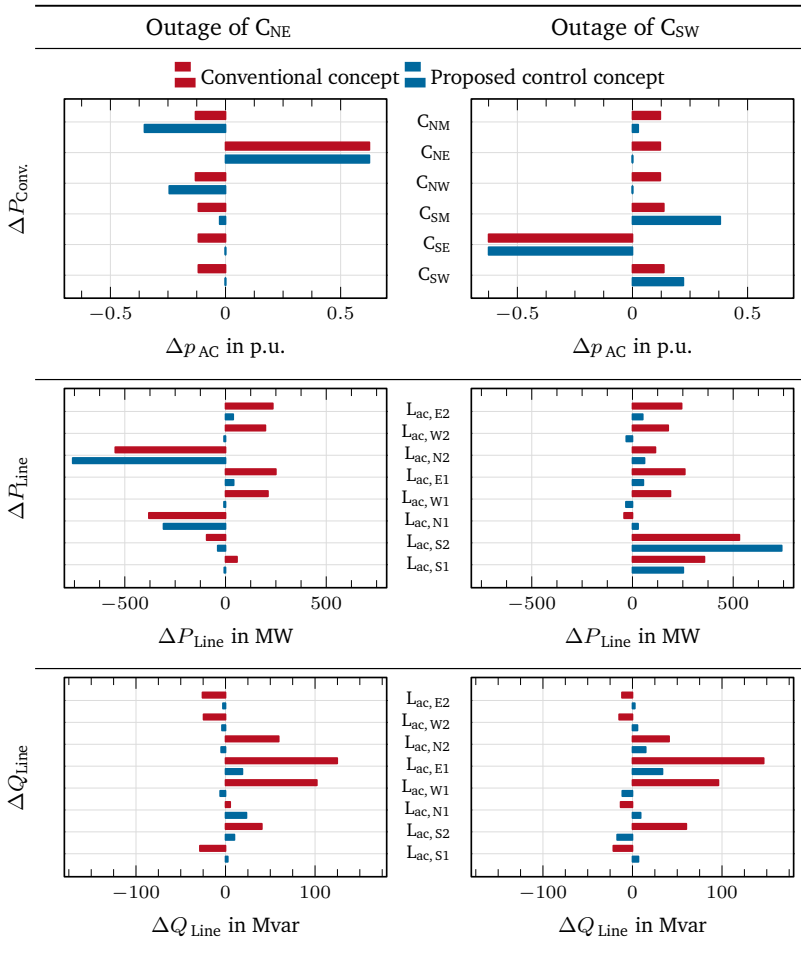 Outage of C_NE Outage of C_SW
Conventional concept Proposed control concept
ΔP_Conv.
C_NM
C_NE
C_NW
C_SM
C_SE
C_SW
−0.5 0 0.5 −0.5 0 0.5
Δp_AC in p.u. Δp_AC in p.u.
ΔP_Line
L_ac, E2
L_ac, W2
L_ac, N2
L_ac, E1
L_ac, W1
L_ac, N1
L_ac, S2
L_ac, S1
−500 0 500 −500 0 500
ΔP_Line in MW ΔP_Line in MW
ΔQ_Line
L_ac, E2
L_ac, W2
L_ac, N2
L_ac, E1
L_ac, W1
L_ac, N1
L_ac, S2
L_ac, S1
−100 0 100 −100 0 100
ΔQ_Line in Mvar ΔQ_Line in Mvar